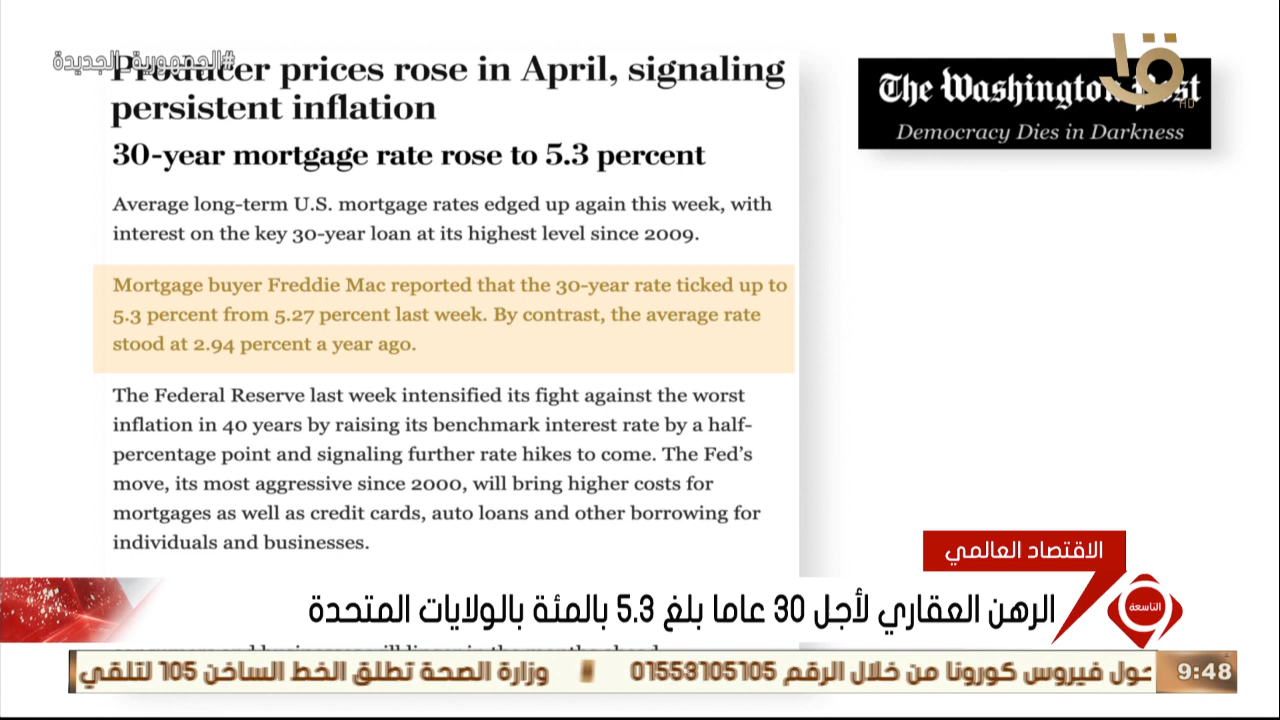 #الجمهورية_الجديدة
Producer prices rose in April, signaling
persistent inflation
30-year mortgage rate rose to 5.3 percent
Average long-term U.S. mortgage rates edged up again this week, with
interest on the key 30-year loan at its highest level since 2009.
Mortgage buyer Freddie Mac reported that the 30-year rate ticked up to
5.3 percent from 5.27 percent last week. By contrast, the average rate
stood at 2.94 percent a year ago.
The Federal Reserve last week intensified its fight against the worst
inflation in 40 years by raising its benchmark interest rate by a half-
percentage point and signaling further rate hikes to come. The Fed's
move, its most aggressive since 2000, will bring higher costs for
mortgages as well as credit cards, auto loans and other borrowing for
individuals and businesses.
The Washington Post
Democracy Dies in Darkness
HD
الاقتصاد العالمي
التاسعة
الرهن العقاري لأجل 30 عاما بلغ 5.3 بالمئة بالولايات المتحدة
حول فيروس كورونا من خلال الرقم 01558105105 وزارة الصحة تطلق الخط الساخن 105 لتلقي
9:48